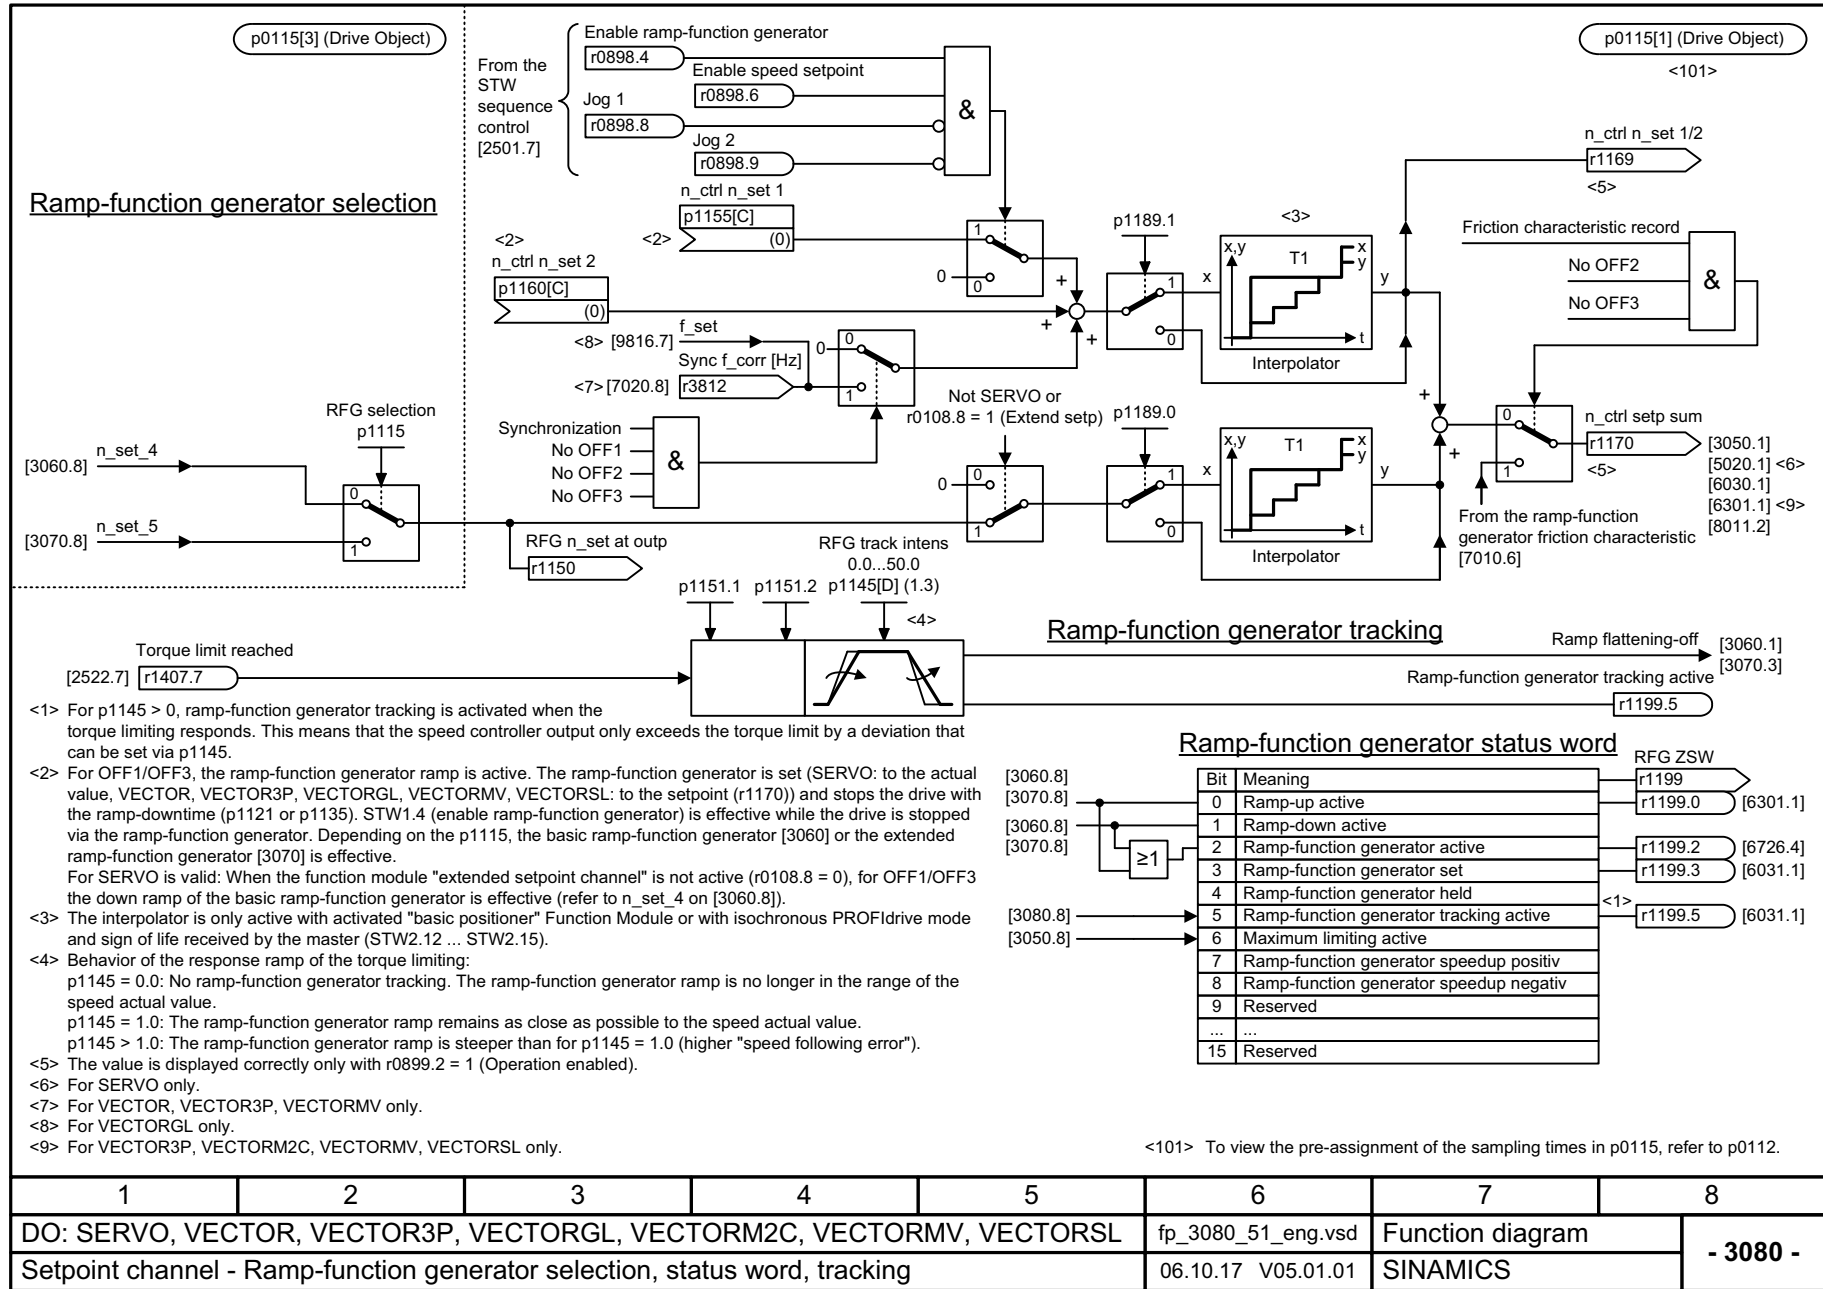 p0115[3] (Drive Object)
From the
STW
sequence
control
[2501.7]
Enable ramp-function generator
r0898.4
Enable speed setpoint
r0898.6
Jog 1
r0898.8
Jog 2
r0898.9
&
p0115[1] (Drive Object)
<101>
n_ctrl n_set 1/2
r1169
<5>
Ramp-function generator selection
n_ctrl n_set 1
p1155[C]
<2>
(0)
<2>
n_ctrl n_set 2
p1160[C]
(0)
1
0
0
+
+
+
p1189.1
1
0
x
<3>
x,y
T1
x
y
t
Interpolator
y
Friction characteristic record
No OFF2
No OFF3
&
f_set
<8> [9816.7]
Sync f_corr [Hz]
<7> [7020.8]
r3812
0
0
1
Synchronization
No OFF1
No OFF2
No OFF3
&
Not SERVO or
r0108.8 = 1 (Extend setp)
0
0
1
p1189.0
1
0
x
x,y
T1
x
y
t
Interpolator
y
+
+
0
1
n_ctrl setp sum
r1170
<5>
[3050.1]
[5020.1] <6>
[6030.1]
[6301.1] <9>
[8011.2]
From the ramp-function
generator friction characteristic
[7010.6]
RFG selection
p1115
[3060.8]
n_set_4
[3070.8]
n_set_5
0
1
RFG n_set at outp
r1150
RFG track intens
0.0...50.0
p1151.1
p1151.2
p1145[D] (1.3)
<4>
Ramp-function generator tracking
Torque limit reached
[2522.7]
r1407.7
Ramp flattening-off
[3060.1]
[3070.3]
Ramp-function generator tracking active
r1199.5
<1> For p1145 > 0, ramp-function generator tracking is activated when the
torque limiting responds. This means that the speed controller output only exceeds the torque limit by a deviation that
can be set via p1145.
<2> For OFF1/OFF3, the ramp-function generator ramp is active. The ramp-function generator is set (SERVO: to the actual
value, VECTOR, VECTOR3P, VECTORGL, VECTORMV, VECTORSL: to the setpoint (r1170)) and stops the drive with
the ramp-downtime (p1121 or p1135). STW1.4 (enable ramp-function generator) is effective while the drive is stopped
via the ramp-function generator. Depending on the p1115, the basic ramp-function generator [3060] or the extended
ramp-function generator [3070] is effective.
For SERVO is valid: When the function module "extended setpoint channel" is not active (r0108.8 = 0), for OFF1/OFF3
the down ramp of the basic ramp-function generator is effective (refer to n_set_4 on [3060.8]).
<3> The interpolator is only active with activated "basic positioner" Function Module or with isochronous PROFIdrive mode
and sign of life received by the master (STW2.12 ... STW2.15).
<4> Behavior of the response ramp of the torque limiting:
p1145 = 0.0: No ramp-function generator tracking. The ramp-function generator ramp is no longer in the range of the
speed actual value.
p1145 = 1.0: The ramp-function generator ramp remains as close as possible to the speed actual value.
p1145 > 1.0: The ramp-function generator ramp is steeper than for p1145 = 1.0 (higher "speed following error").
<5> The value is displayed correctly only with r0899.2 = 1 (Operation enabled).
<6> For SERVO only.
<7> For VECTOR, VECTOR3P, VECTORMV only.
<8> For VECTORGL only.
<9> For VECTOR3P, VECTORM2C, VECTORMV, VECTORSL only.
Ramp-function generator status word
RFG ZSW
Bit Meaning
r1199
0 Ramp-up active
r1199.0 [6301.1]
1 Ramp-down active
2 Ramp-function generator active
r1199.2 [6726.4]
3 Ramp-function generator set
r1199.3 [6031.1]
4 Ramp-function generator held
<1>
5 Ramp-function generator tracking active
r1199.5 [6031.1]
6 Maximum limiting active
7 Ramp-function generator speedup positiv
8 Ramp-function generator speedup negativ
9 Reserved
... ...
15 Reserved
[3060.8]
[3070.8]
[3060.8]
[3070.8]
≥1
[3080.8]
[3050.8]
<101> To view the pre-assignment of the sampling times in p0115, refer to p0112.
1 2 3 4 5 6 7 8
DO: SERVO, VECTOR, VECTOR3P, VECTORGL, VECTORM2C, VECTORMV, VECTORSL
fp_3080_51_eng.vsd
Function diagram
- 3080 -
Setpoint channel - Ramp-function generator selection, status word, tracking
06.10.17 V05.01.01
SINAMICS